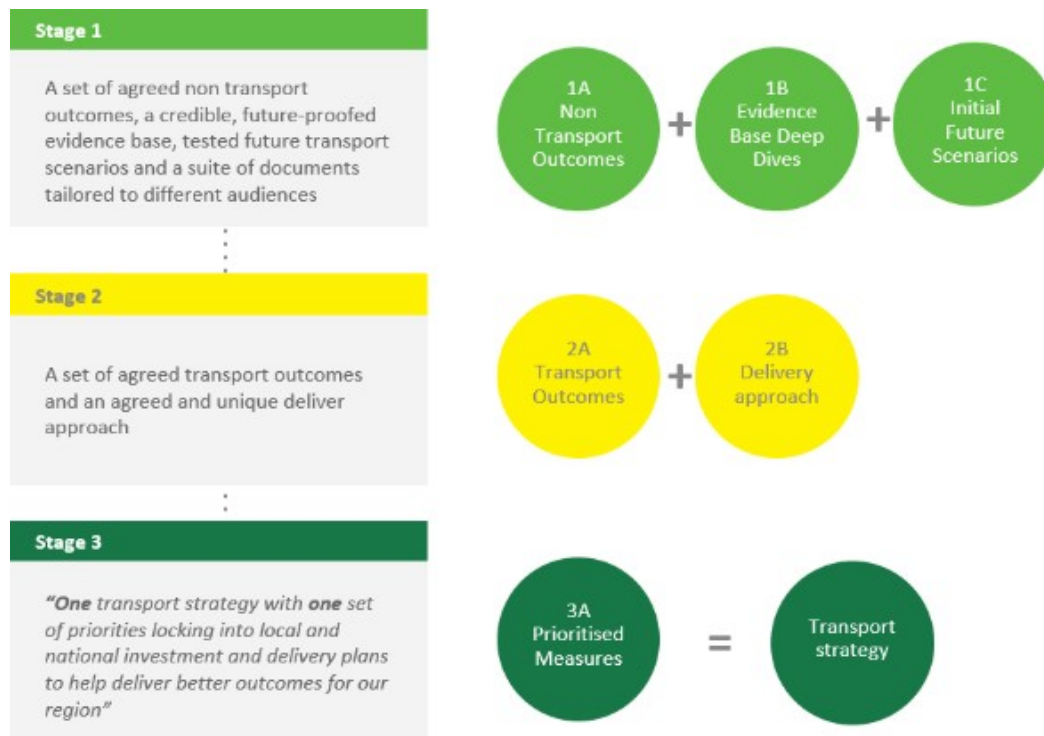 Stage 1
A set of agreed non transport
outcomes, a credible, future-proofed
evidence base, tested future transport
scenarios and a suite of documents
tailored to different audiences
1A
Non
Transport
Outcomes
+
1B
Evidence
Base Deep
Dives
+
1C
Initial
Future
Scenarios
Stage 2
A set of agreed transport outcomes
and an agreed and unique deliver
approach
2A
Transport
Outcomes
+
2B
Delivery
approach
Stage 3
"One transport strategy with one set
of priorities locking into local and
national investment and delivery plans
to help deliver better outcomes for our
region"
3A
Prioritised
Measures
=
Transport
strategy